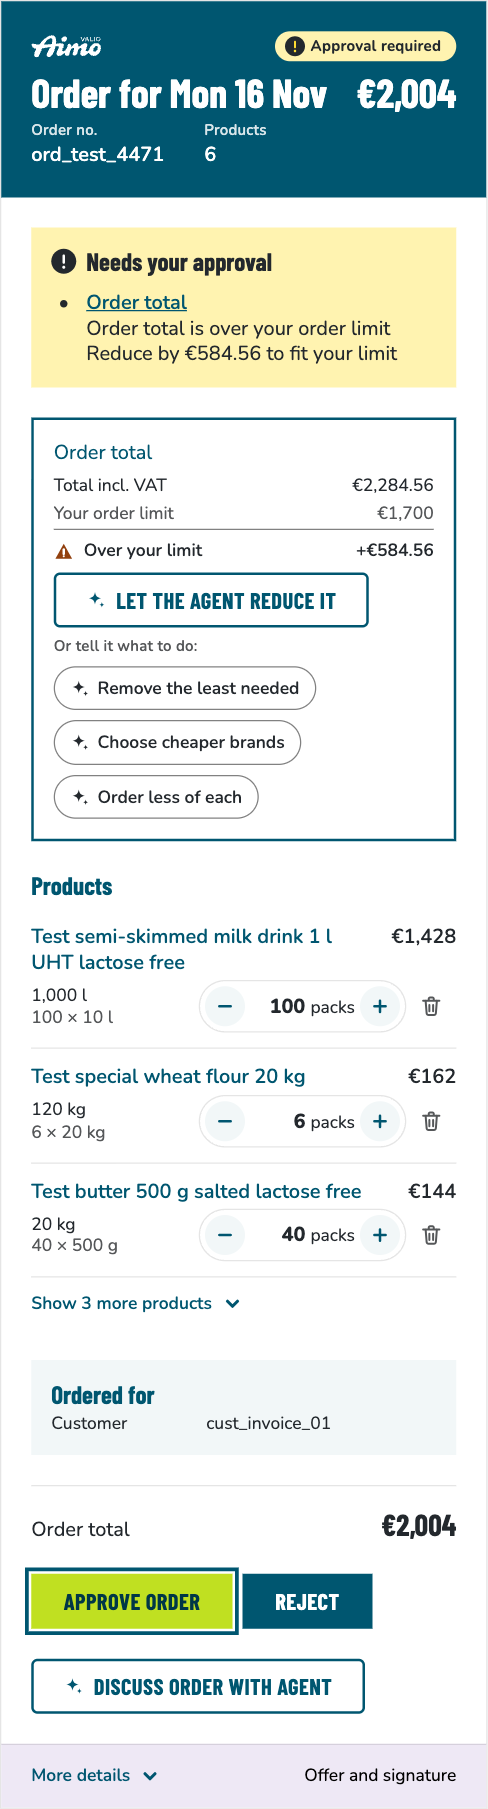 Aimo VALIO
Approval required
Order for Mon 16 Nov €2,004
Order no. Products
ord_test_4471 6
Needs your approval
• Order total
Order total is over your order limit
Reduce by €584.56 to fit your limit
Order total
Total incl. VAT €2,284.56
Your order limit €1,700
Over your limit +€584.56
LET THE AGENT REDUCE IT
Or tell it what to do:
Remove the least needed
Choose cheaper brands
Order less of each
Products
Test semi-skimmed milk drink 1 l €1,428
UHT lactose free
1,000 l
100 × 10 l
− 100 packs +
Test special wheat flour 20 kg €162
120 kg
6 × 20 kg
− 6 packs +
Test butter 500 g salted lactose free €144
20 kg
40 × 500 g
− 40 packs +
Show 3 more products
Ordered for
Customer cust_invoice_01
Order total €2,004
APPROVE ORDER REJECT
DISCUSS ORDER WITH AGENT
More details Offer and signature